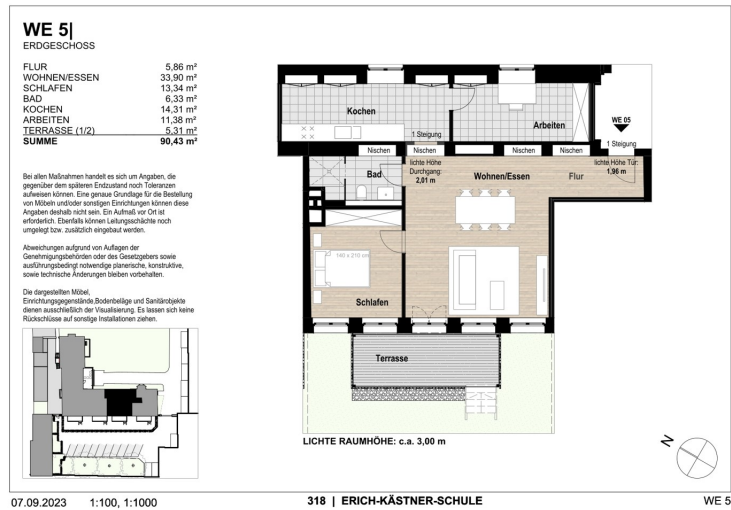 WE 5|
ERDGESCHOSS
FLUR 5,86 m²
WOHNEN/ESSEN 33,90 m²
SCHLAFEN 13,34 m²
BAD 6,33 m²
KOCHEN 14,31 m²
ARBEITEN 11,38 m²
TERRASSE (1/2) 5,31 m²
SUMME 90,43 m²
Bei allen Maßnahmen handelt es sich um Angaben, die
gegenüber dem späteren Endzustand noch Toleranzen
aufweisen können. Eine genaue Grundlage für die Bestellung
von Möbeln und/oder sonstigen Einrichtungen können diese
Angaben deshalb nicht sein. Ein Aufmaß vor Ort ist
erforderlich. Ebenfalls können Leitungsschächte noch
umgelegt bzw. zusätzlich eingebaut werden.
Abweichungen aufgrund von Auflagen der
Genehmigungsbehörden oder des Gesetzgebers sowie
ausführungsbedingt notwendige planerische, konstruktive,
sowie technische Änderungen bleiben vorbehalten.
Die dargestellten Möbel,
Einrichtungsgegenstände,Bodenbeläge und Sanitärobjekte
dienen ausschließlich der Visualisierung. Es lassen sich keine
Rückschlüsse auf sonstige Installationen ziehen.
Kochen
Arbeiten
WE 05
1 Steigung
1 Steigung
Nischen
Nischen
Nischen
Nischen
Bad
lichte Höhe
Durchgang:
2,01 m
Wohnen/Essen
Flur
lichte Höhe Tür:
1,96 m
140 x 210 cm
Schlafen
Terrasse
LICHTE RAUMHÖHE: c.a. 3,00 m
N
07.09.2023 1:100, 1:1000
318 | ERICH-KÄSTNER-SCHULE
WE 5